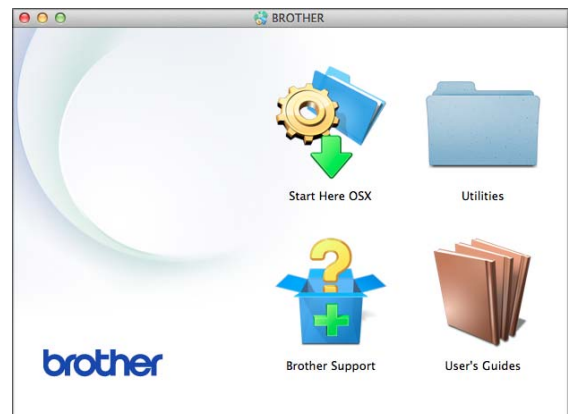 BROTHER
Start Here OSX
Utilities
Brother Support
User's Guides
brother